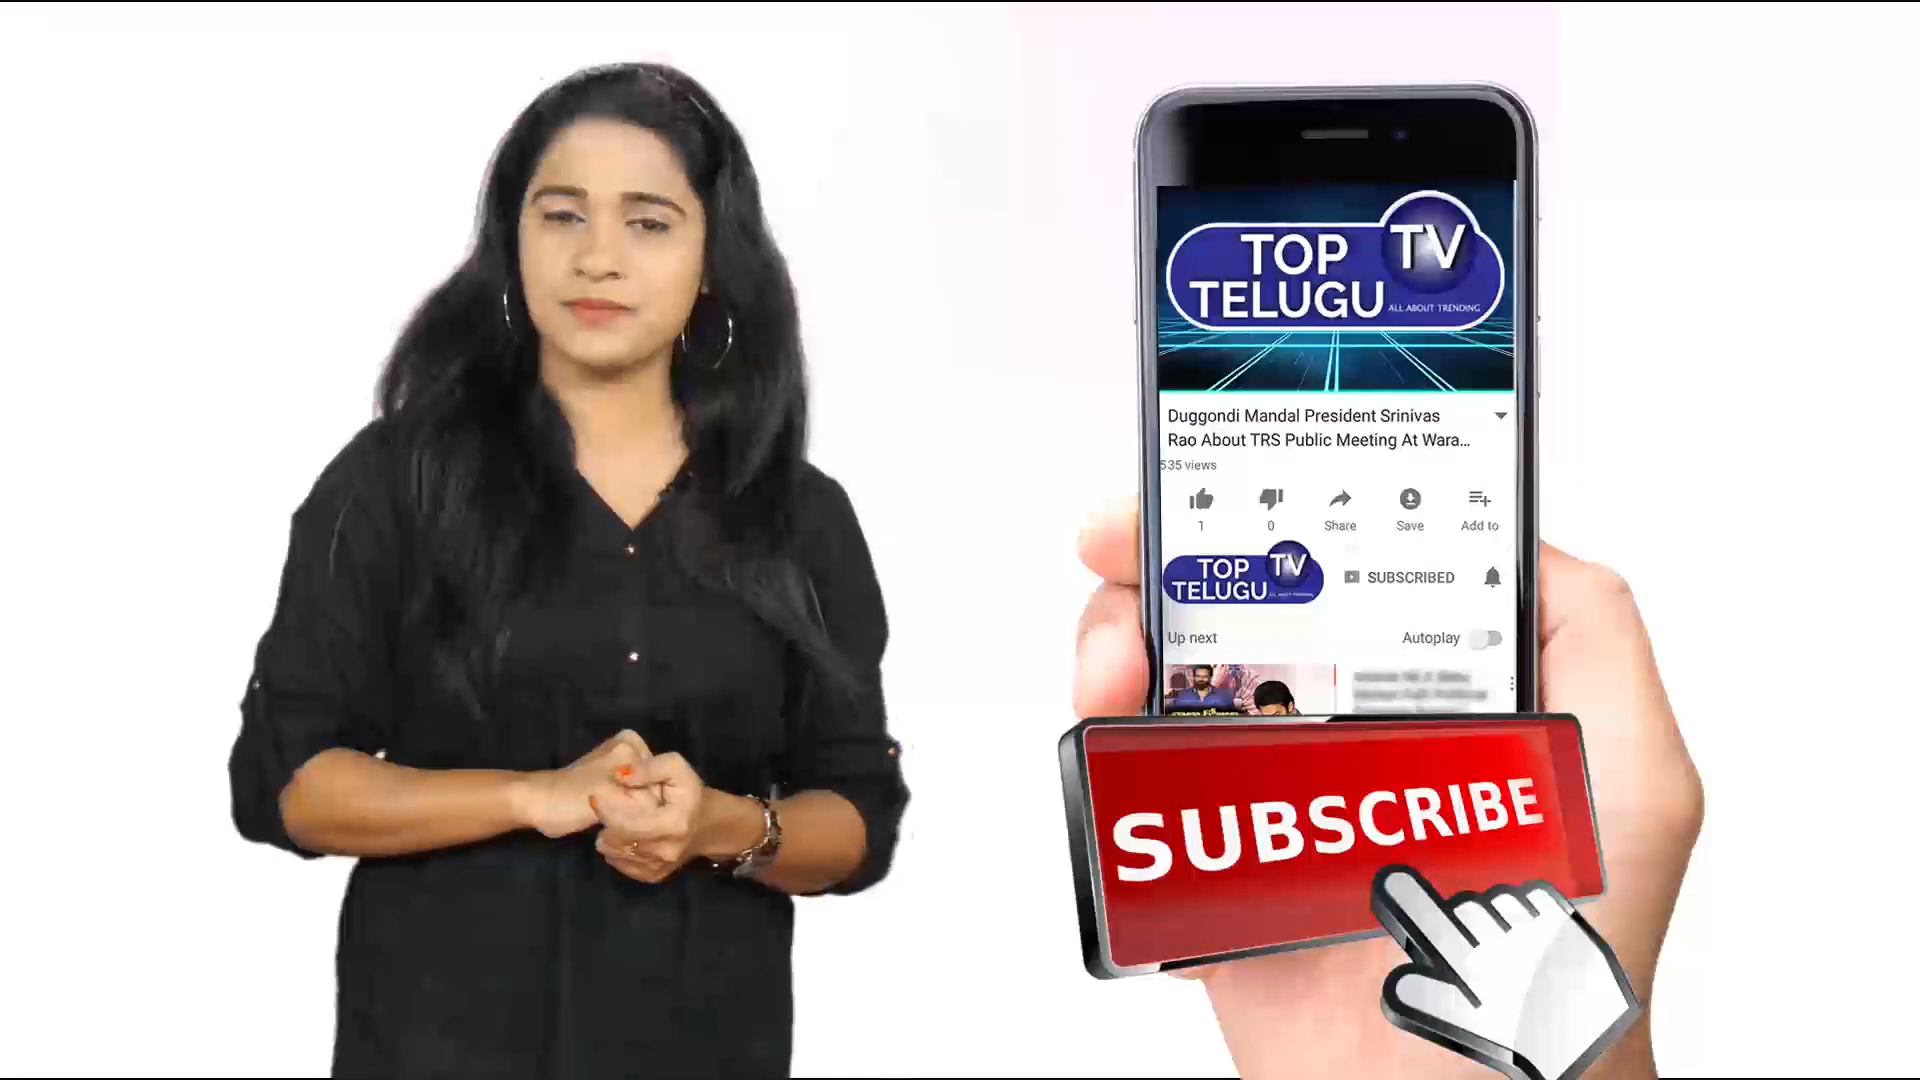 TOP TV
TELUGU
ALL ABOUT TRENDING
Duggondi Mandal President Srinivas
Rao About TRS Public Meeting At Wara...
535 views
1 0 Share Save Add to
TOP TV
TELUGU
SUBSCRIBED
Up next Autoplay
SUBSCRIBE